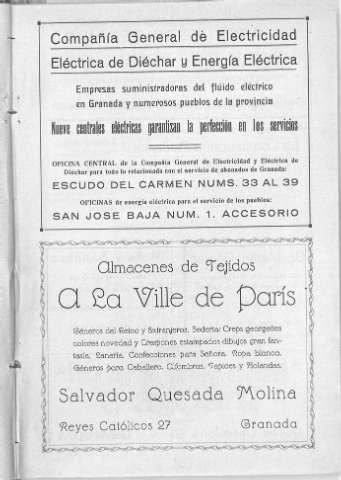 Compañía General de Electricidad
Eléctrica de Diéchar y Energía Eléctrica
Empresas suministradoras del flúido eléctrico
en Granada y numerosos pueblos de la provincia
Nueve centrales eléctricas garantizan la perfección en los servicios
OFICINA CENTRAL de la Compañía General de Electricidad y Eléctrica de
Diéchar para todo lo relacionado con el servicio de abonados de Granada:
ESCUDO DEL CARMEN NUMS. 33 AL 39
OFICINAS de energía eléctrica para el servicio de los pueblos:
SAN JOSE BAJA NUM. 1. ACCESORIO
Almacenes de Tejidos
A La Ville de París
Géneros del Reino y Extranjeros. Sedería: Crepa georgettes
colores novedad y Crespones estampados dibujos gran fan-
tasía. Lanería. Confecciones para Señora. Ropa blanca.
Géneros para Caballero. Alfombras. Tapices y Holandas.
Salvador Quesada Molina
Reyes Católicos 27 Granada